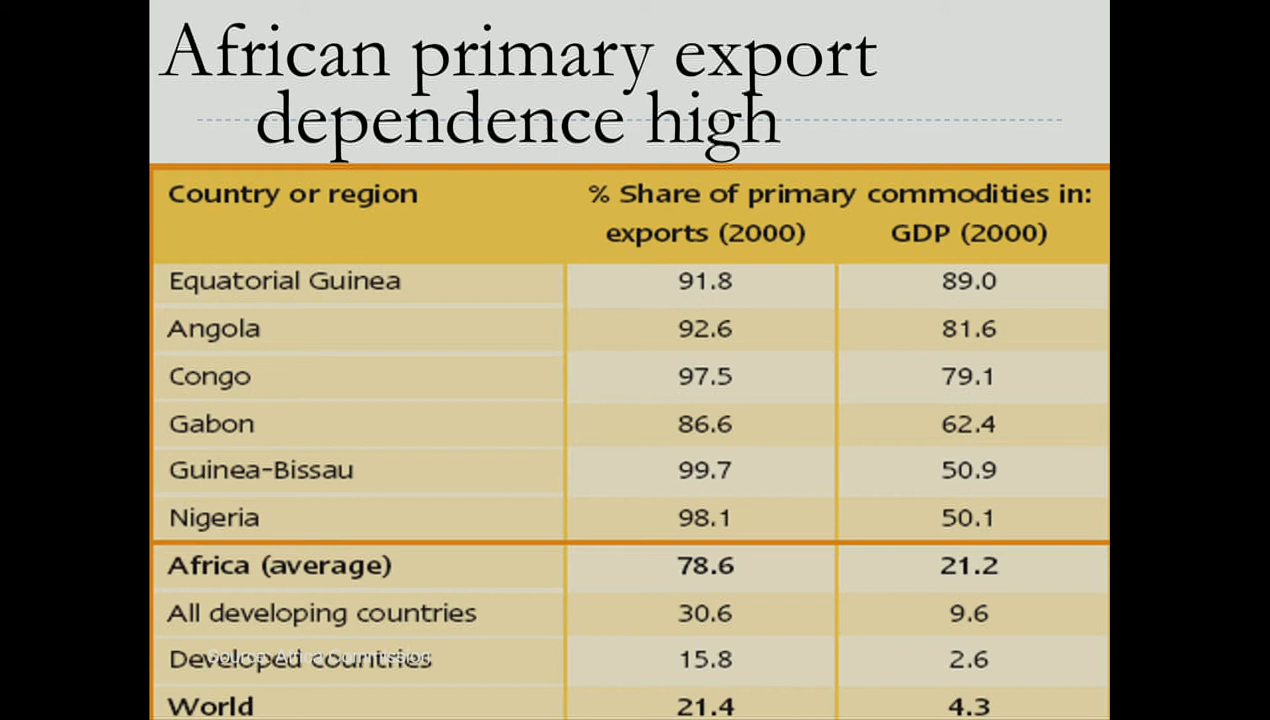 African primary export
dependence high
Country or region % Share of primary commodities in:
exports (2000) GDP (2000)
Equatorial Guinea 91.8 89.0
Angola 92.6 81.6
Congo 97.5 79.1
Gabon 86.6 62.4
Guinea-Bissau 99.7 50.9
Nigeria 98.1 50.1
Africa (average) 78.6 21.2
All developing countries 30.6 9.6
Source: Africa Commission
Developed countries 15.8 2.6
World 21.4 4.3